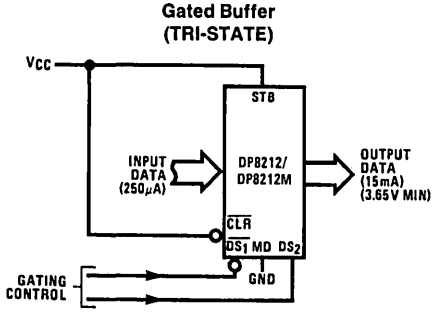 Gated Buffer
(TRI-STATE)
VCC
STB
INPUT
DATA
(250µA)
DP8212/
DP8212M
OUTPUT
DATA
(15mA)
(3.65V MIN)
CLR
DS1 MD DS2
GATING
CONTROL
GND